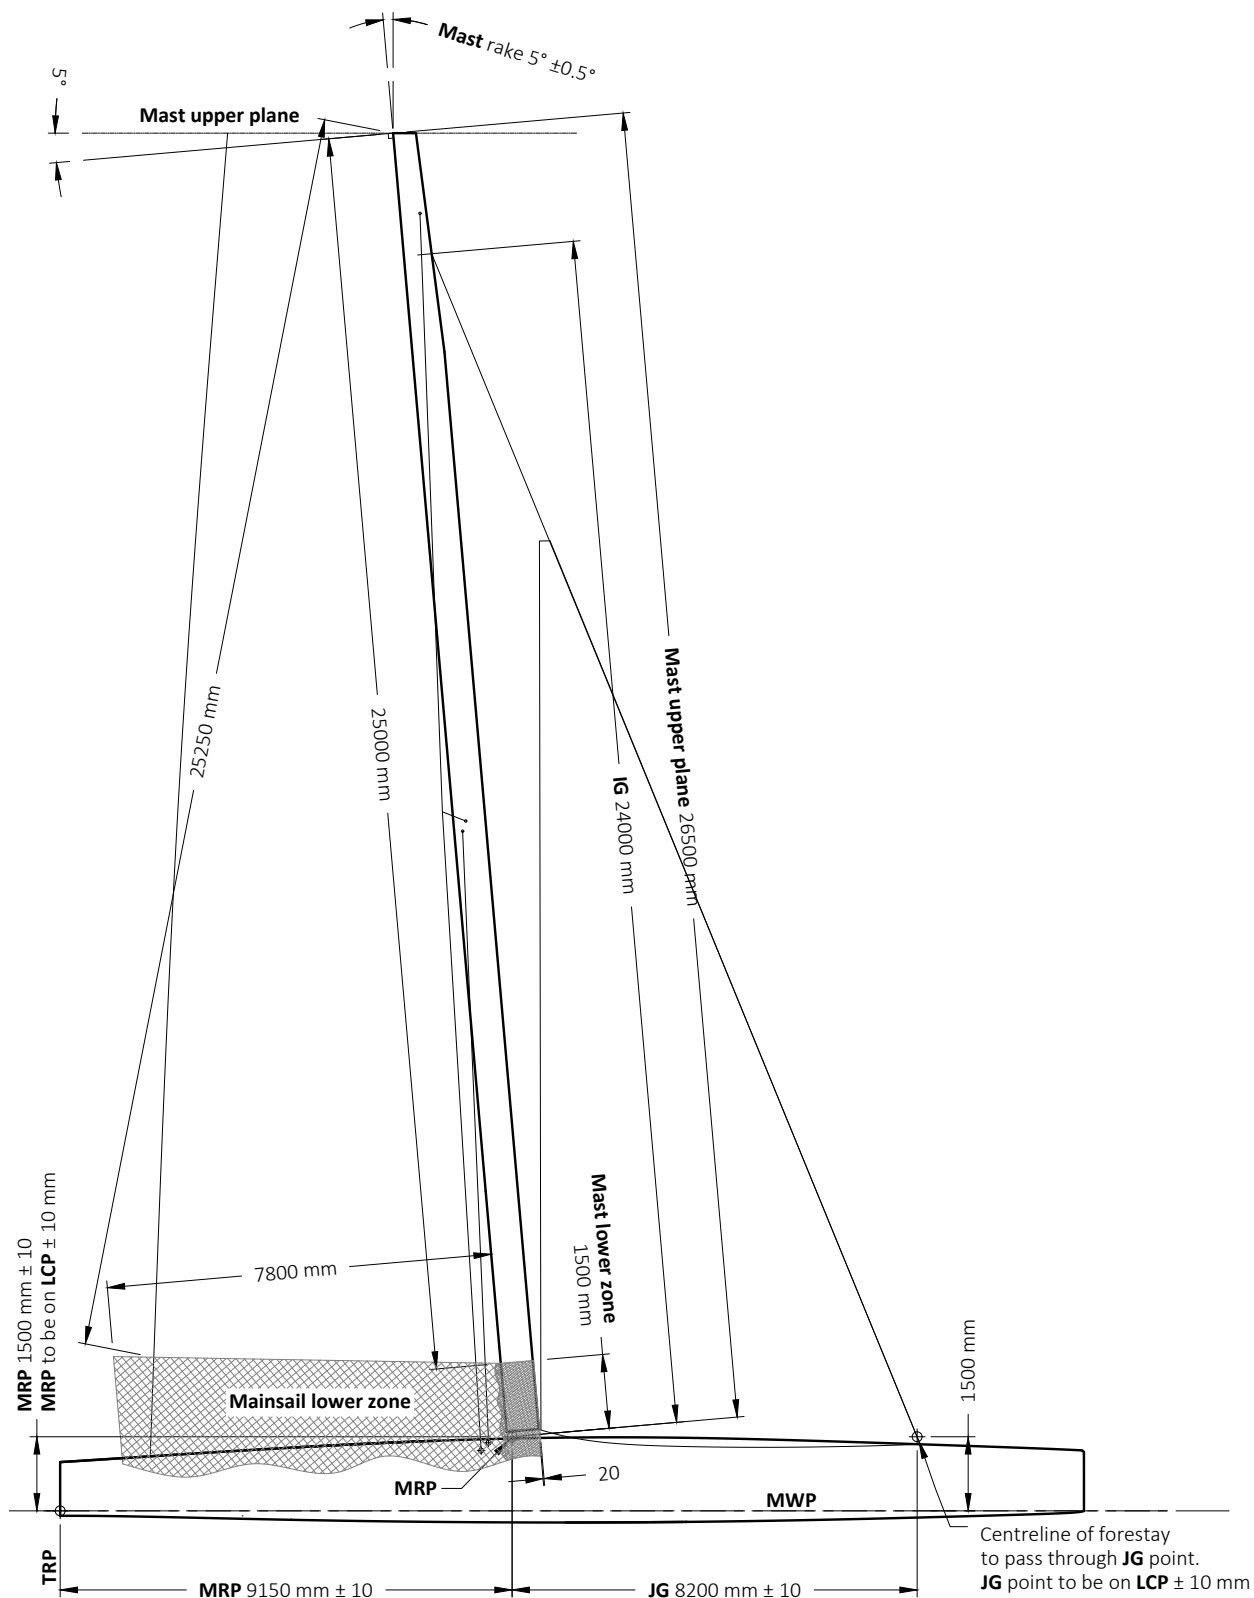 Mast rake 5° ±0.5°
5°
Mast upper plane
25250 mm
25000 mm
IG 24000 mm
Mast upper plane 26500 mm
Mast lower zone
1500 mm
7800 mm
MRP 1500 mm ± 10
MRP to be on LCP ± 10 mm
Mainsail lower zone
1500 mm
MRP
20
MWP
Centreline of forestay
to pass through JG point.
JG point to be on LCP ± 10 mm
TRP
MRP 9150 mm ± 10
JG 8200 mm ± 10